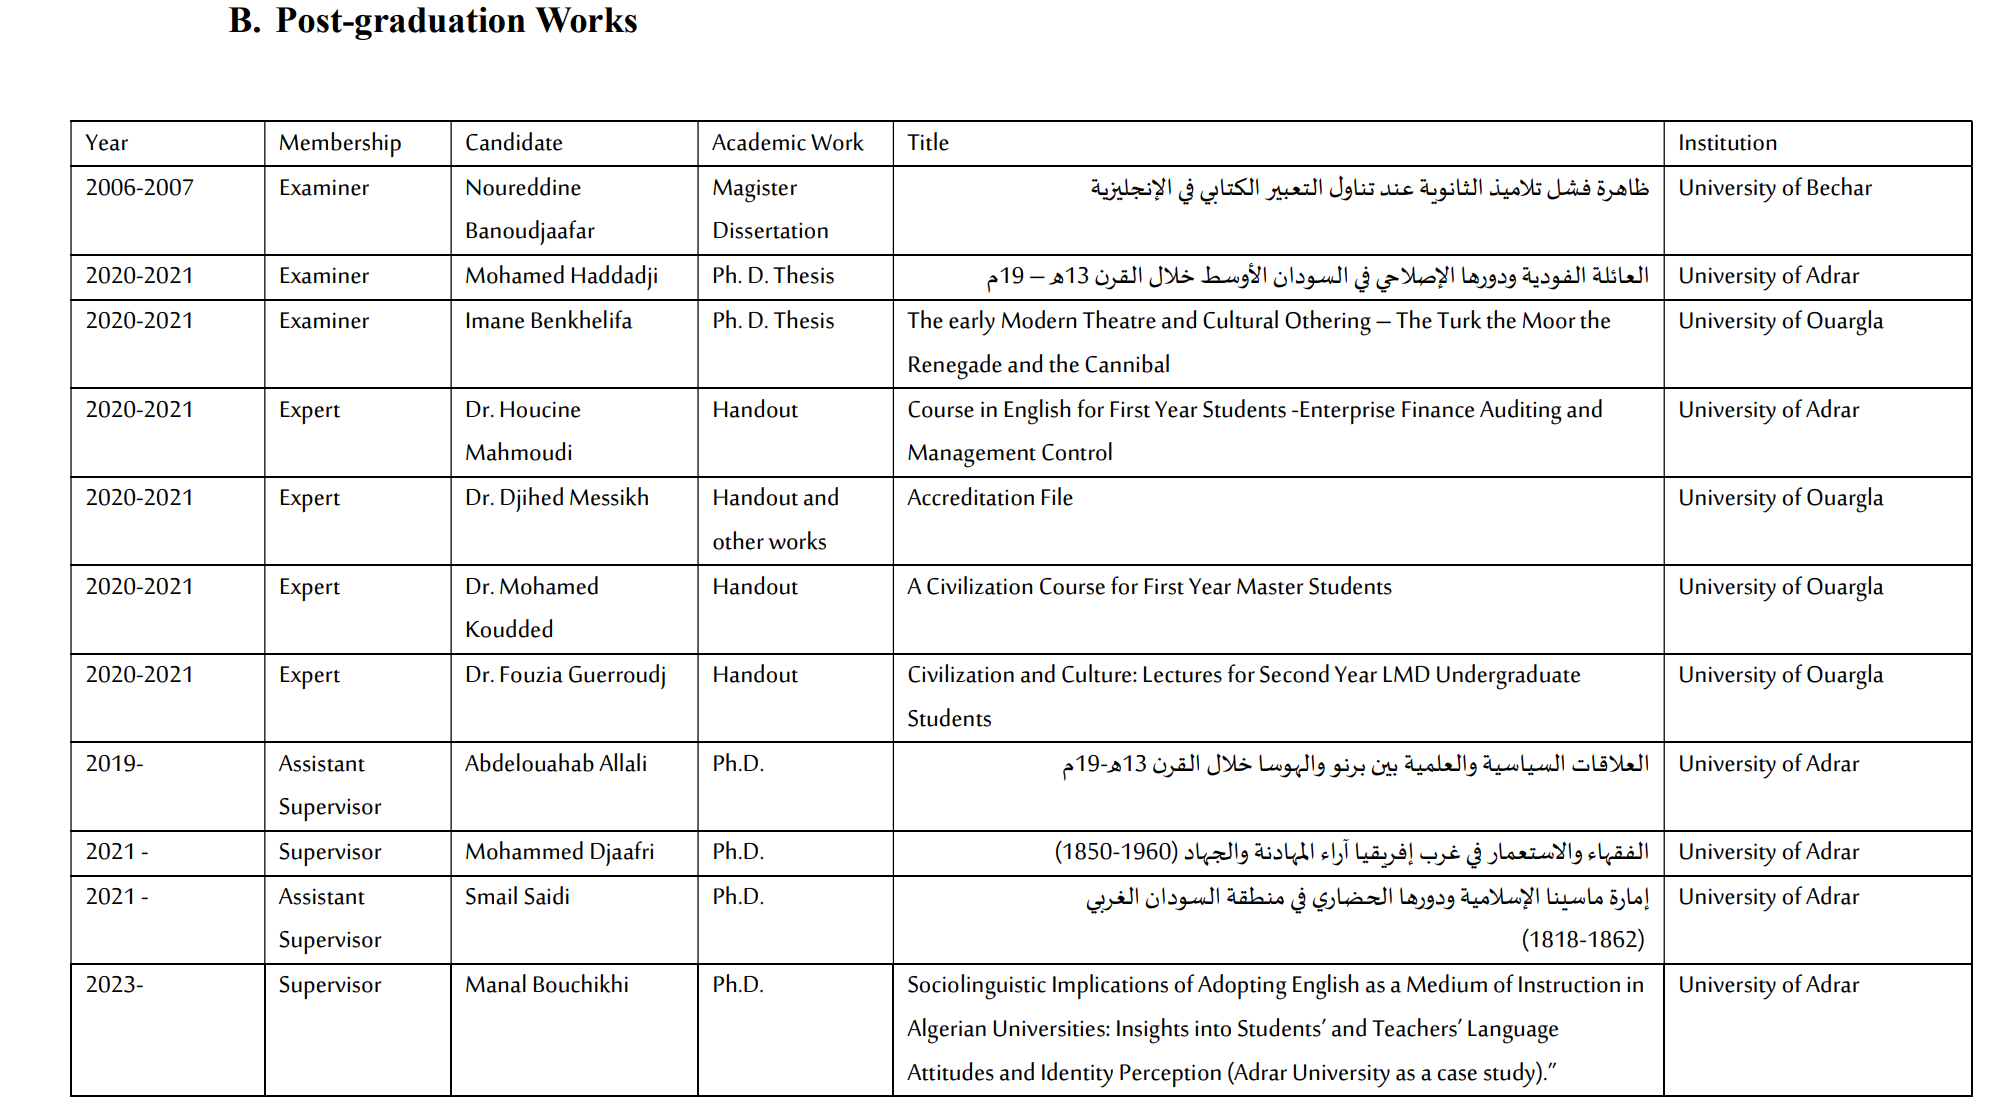 B. Post-graduation Works
Year Membership Candidate Academic Work Title Institution
2006-2007 Examiner Noureddine Magister ظاهرة فشل تلاميذ الثانوية عند تناول التعبير الكتابي في الإنجليزية University of Bechar
Banoudjaafar Dissertation
2020-2021 Examiner Mohamed Haddadji Ph. D. Thesis العائلة الفودية ودورها الإصلاحي في السودان الأوسط خلال القرن 13هـ – 19م University of Adrar
2020-2021 Examiner Imane Benkhelifa Ph. D. Thesis The early Modern Theatre and Cultural Othering – The Turk the Moor the University of Ouargla
Renegade and the Cannibal
2020-2021 Expert Dr. Houcine Handout Course in English for First Year Students -Enterprise Finance Auditing and University of Adrar
Mahmoudi Management Control
2020-2021 Expert Dr. Djihed Messikh Handout and Accreditation File University of Ouargla
other works
2020-2021 Expert Dr. Mohamed Handout A Civilization Course for First Year Master Students University of Ouargla
Koudded
2020-2021 Expert Dr. Fouzia Guerroudj Handout Civilization and Culture: Lectures for Second Year LMD Undergraduate University of Ouargla
Students
2019- Assistant Abdelouahab Allali Ph.D. العلاقات السياسية والعلمية بين برنو والهوسا خلال القرن 13هـ-19م University of Adrar
Supervisor
2021 - Supervisor Mohammed Djaafri Ph.D. الفقهاء والاستعمار في غرب إفريقيا آراء المهادنة والجهاد (1850-1960) University of Adrar
2021 - Assistant Smail Saidi Ph.D. إمارة ماسينا الإسلامية ودورها الحضاري في منطقة السودان الغربي University of Adrar
Supervisor (1818-1862)
2023- Supervisor Manal Bouchikhi Ph.D. Sociolinguistic Implications of Adopting English as a Medium of Instruction in University of Adrar
Algerian Universities: Insights into Students’ and Teachers’ Language
Attitudes and Identity Perception (Adrar University as a case study).”